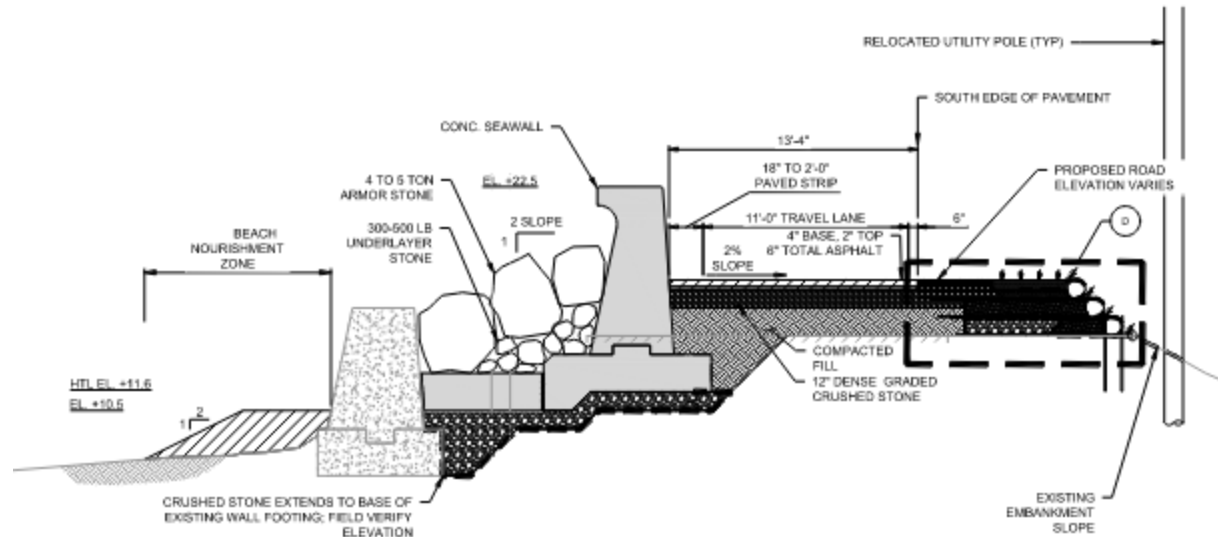 RELOCATED UTILITY POLE (TYP)
SOUTH EDGE OF PAVEMENT
CONC. SEAWALL
13'-4"
4 TO 5 TON
ARMOR STONE
EL. +22.5
18" TO 2'-0"
PAVED STRIP
PROPOSED ROAD
ELEVATION VARIES
300-500 LB
UNDERLAYER
STONE
2 SLOPE
1
11'-0" TRAVEL LANE
6"
D
BEACH
NOURISHMENT
ZONE
4" BASE, 2" TOP
6" TOTAL ASPHALT
2%
SLOPE
COMPACTED
FILL
12" DENSE GRADED
CRUSHED STONE
HTL EL. +11.6
EL. +10.5
2
1
CRUSHED STONE EXTENDS TO BASE OF
EXISTING WALL FOOTING; FIELD VERIFY
ELEVATION
EXISTING
EMBANKMENT
SLOPE